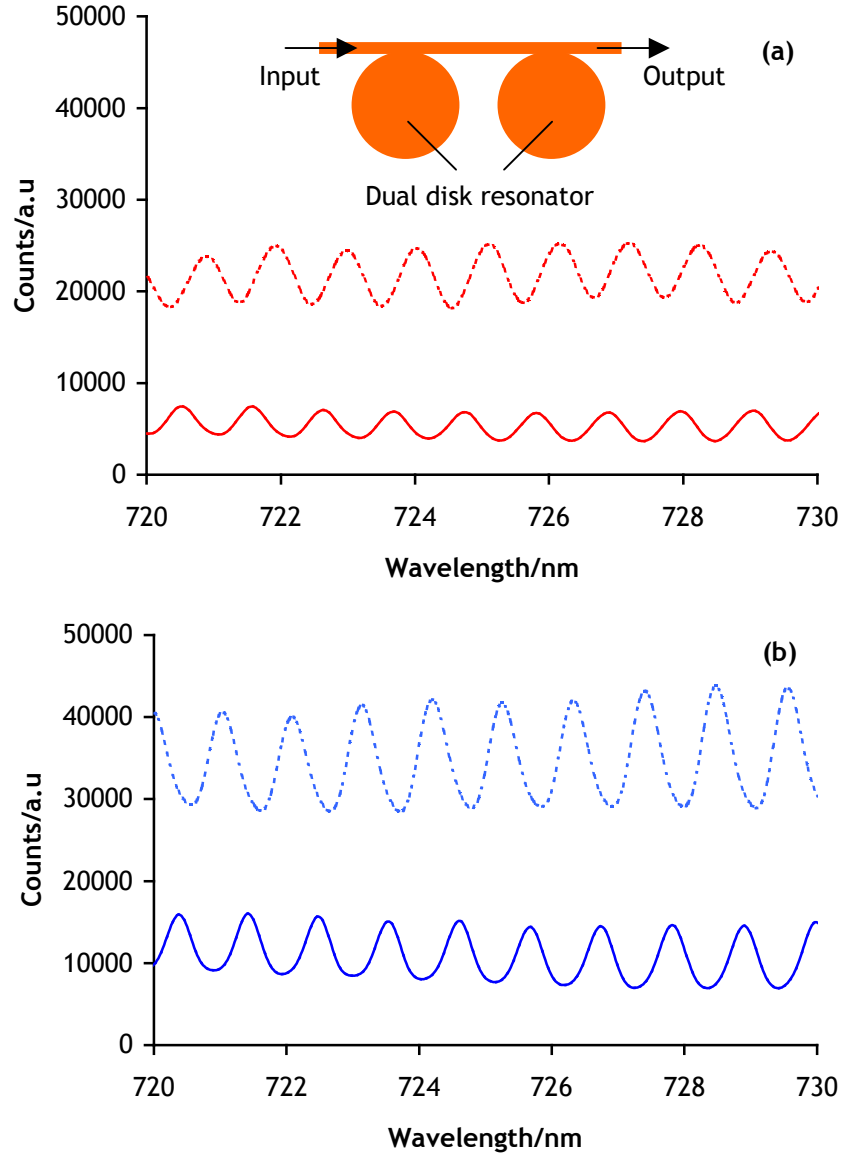 50000
(a)
Input
Output
40000
Dual disk resonator
30000
Counts/a.u
20000
10000
0
720 722 724 726 728 730
Wavelength/nm
50000
(b)
40000
30000
Counts/a.u
20000
10000
0
720 722 724 726 728 730
Wavelength/nm